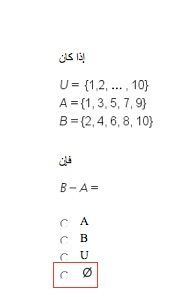 إذا كان
U = {1,2, ... , 10}
A = {1, 3, 5, 7, 9}
B = {2, 4, 6, 8, 10}
فإن
B – A =
A
B
U
Ø